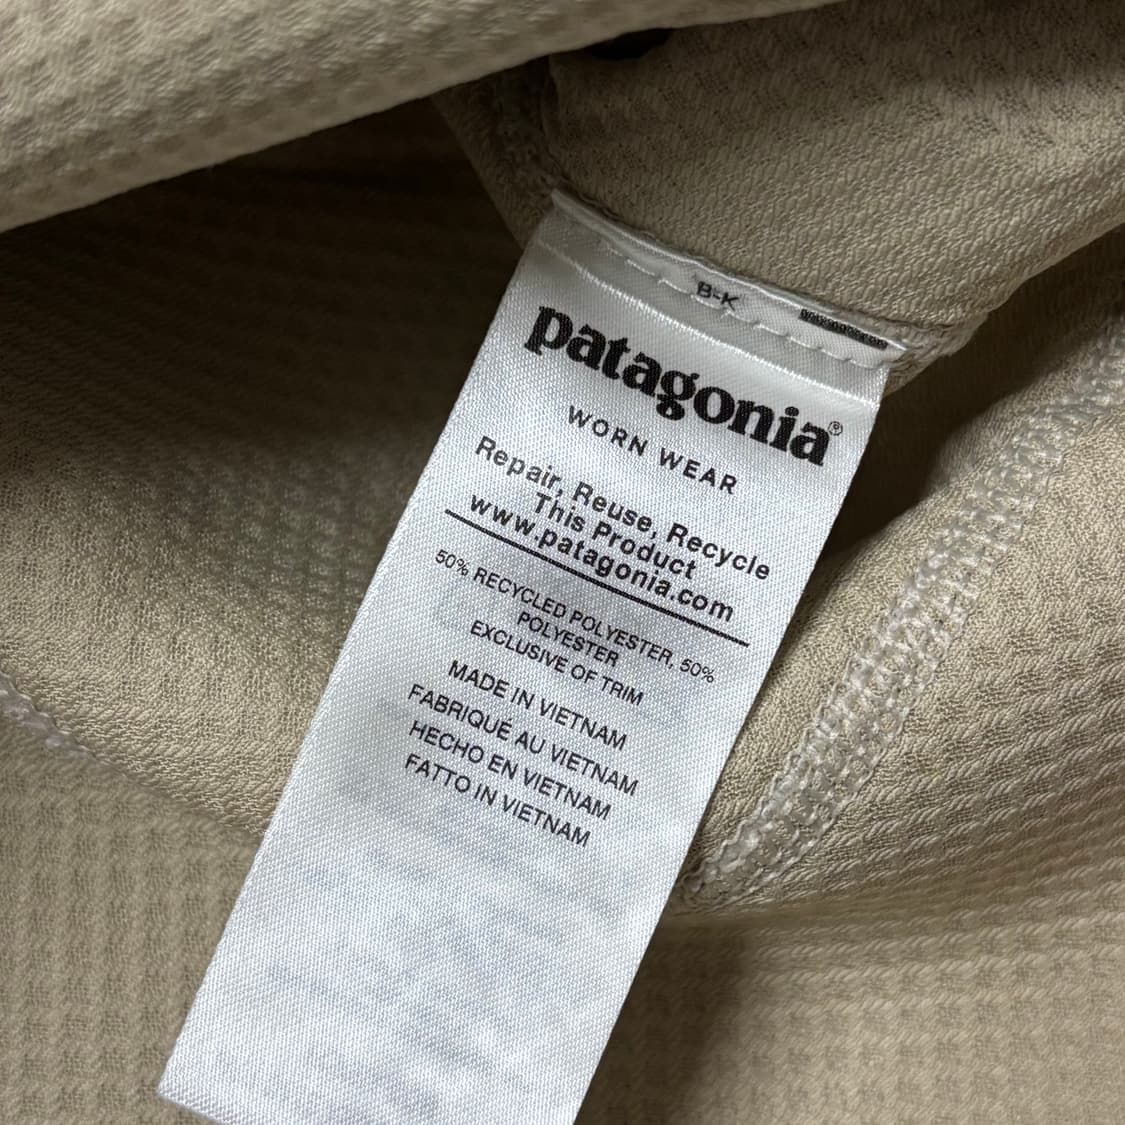 B-K
patagonia®
WORN WEAR
Repair, Reuse, Recycle
This Product
www.patagonia.com
50% RECYCLED POLYESTER, 50%
POLYESTER
EXCLUSIVE OF TRIM
MADE IN VIETNAM
FABRIQUÉ AU VIETNAM
HECHO EN VIETNAM
FATTO IN VIETNAM